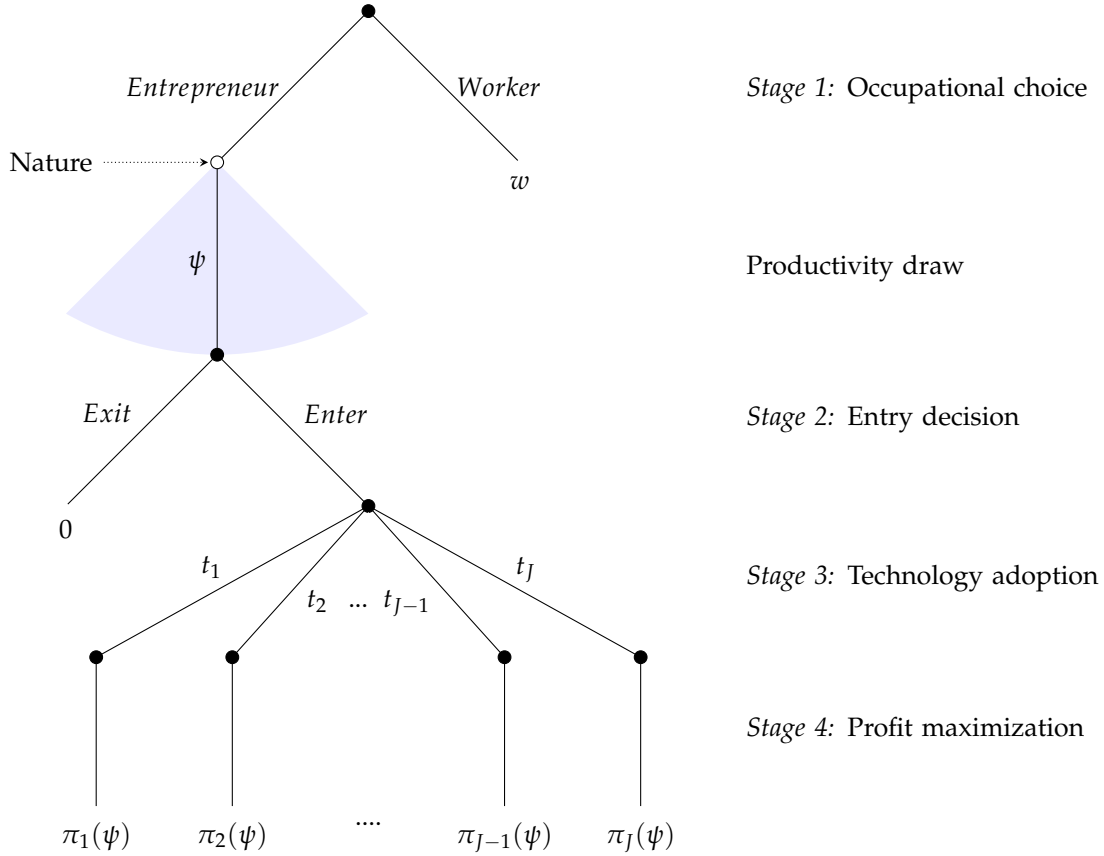 Entrepreneur
Worker
Stage 1: Occupational choice
Nature
w
ψ
Productivity draw
Exit
Enter
Stage 2: Entry decision
0
t_1
t_J
Stage 3: Technology adoption
t_2 ... t_{J−1}
Stage 4: Profit maximization
π_1(ψ)
π_2(ψ)
....
π_{J−1}(ψ)
π_J(ψ)